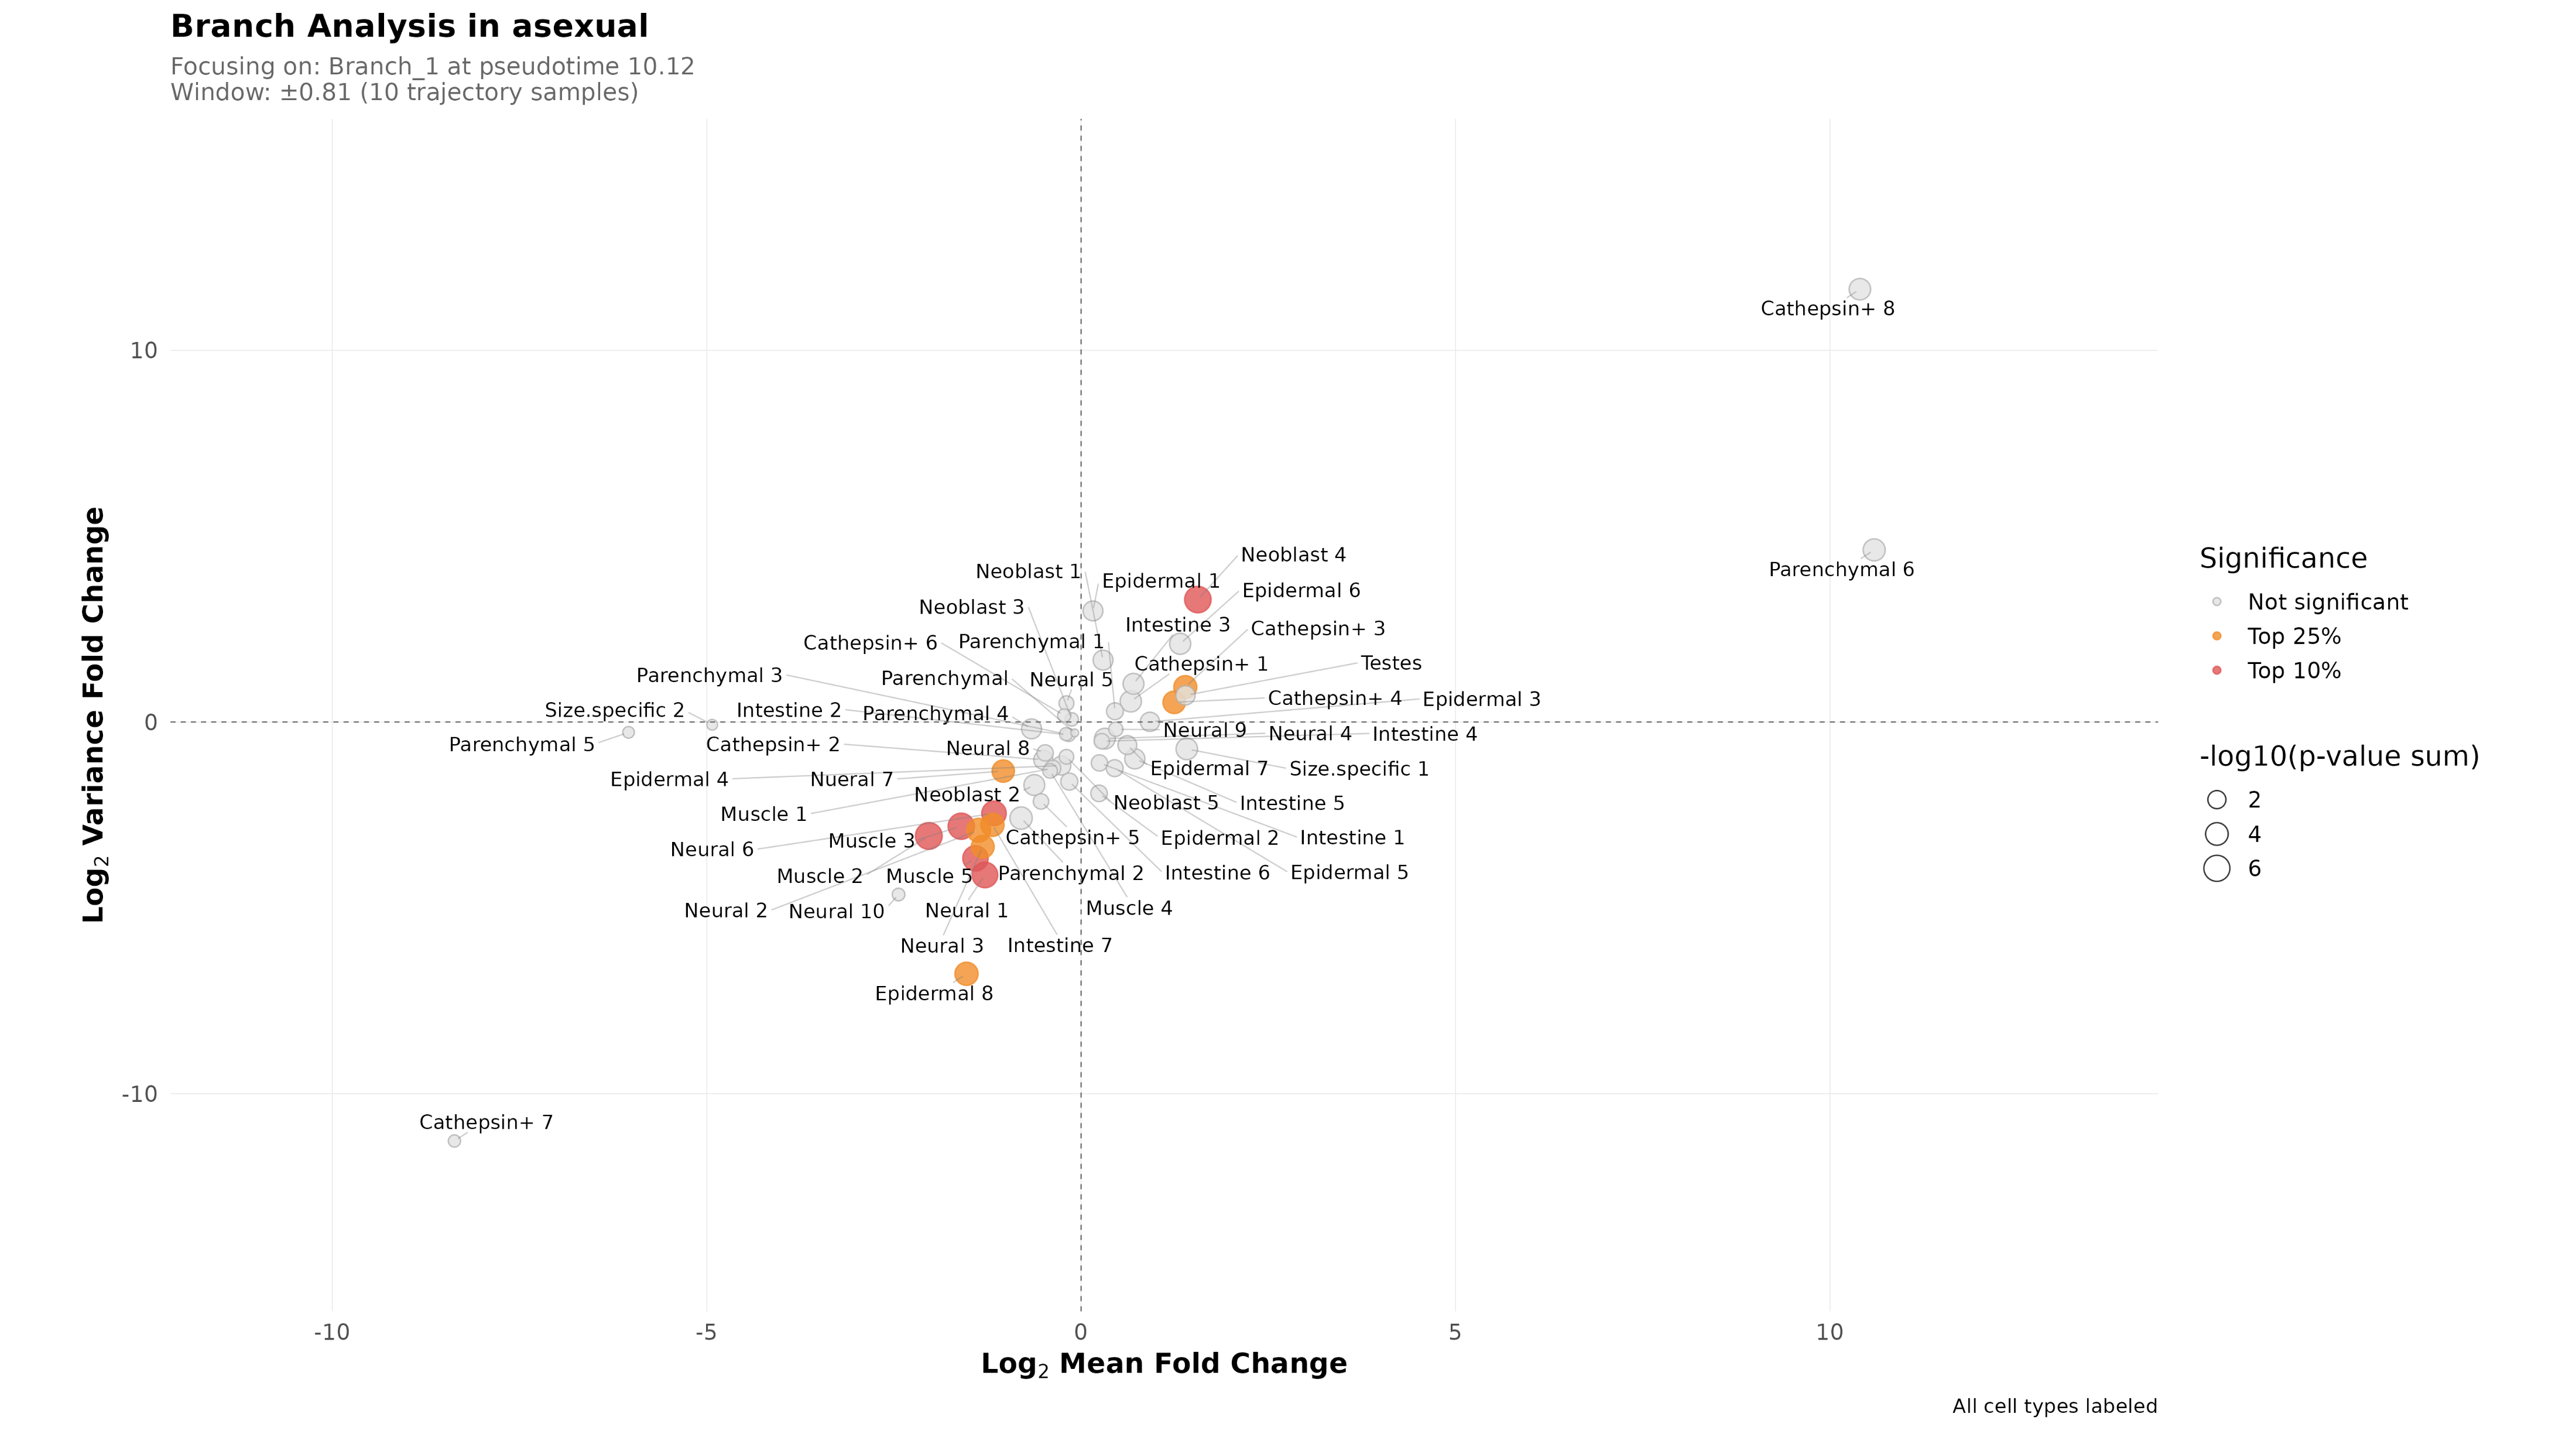 Branch Analysis in asexual
Focusing on: Branch_1 at pseudotime 10.12
Window: ±0.81 (10 trajectory samples)
Log2 Variance Fold Change
10
0
-10
Cathepsin+ 8
Parenchymal 6
Neoblast 4
Neoblast 1
Epidermal 1
Epidermal 6
Neoblast 3
Intestine 3
Cathepsin+ 3
Cathepsin+ 6
Parenchymal 1
Cathepsin+ 1
Testes
Parenchymal 3
Parenchymal
Neural 5
Cathepsin+ 4
Epidermal 3
Size.specific 2
Intestine 2
Parenchymal 4
Neural 9
Neural 4
Intestine 4
Parenchymal 5
Cathepsin+ 2
Neural 8
Epidermal 7
Size.specific 1
Epidermal 4
Nueral 7
Neoblast 2
Neoblast 5
Intestine 5
Muscle 1
Muscle 3
Cathepsin+ 5
Epidermal 2
Intestine 1
Neural 6
Muscle 2
Muscle 5
Parenchymal 2
Intestine 6
Epidermal 5
Neural 2
Neural 10
Neural 1
Muscle 4
Neural 3
Intestine 7
Epidermal 8
Cathepsin+ 7
-10
-5
0
5
10
Log2 Mean Fold Change
Significance
Not significant
Top 25%
Top 10%
-log10(p-value sum)
2
4
6
All cell types labeled